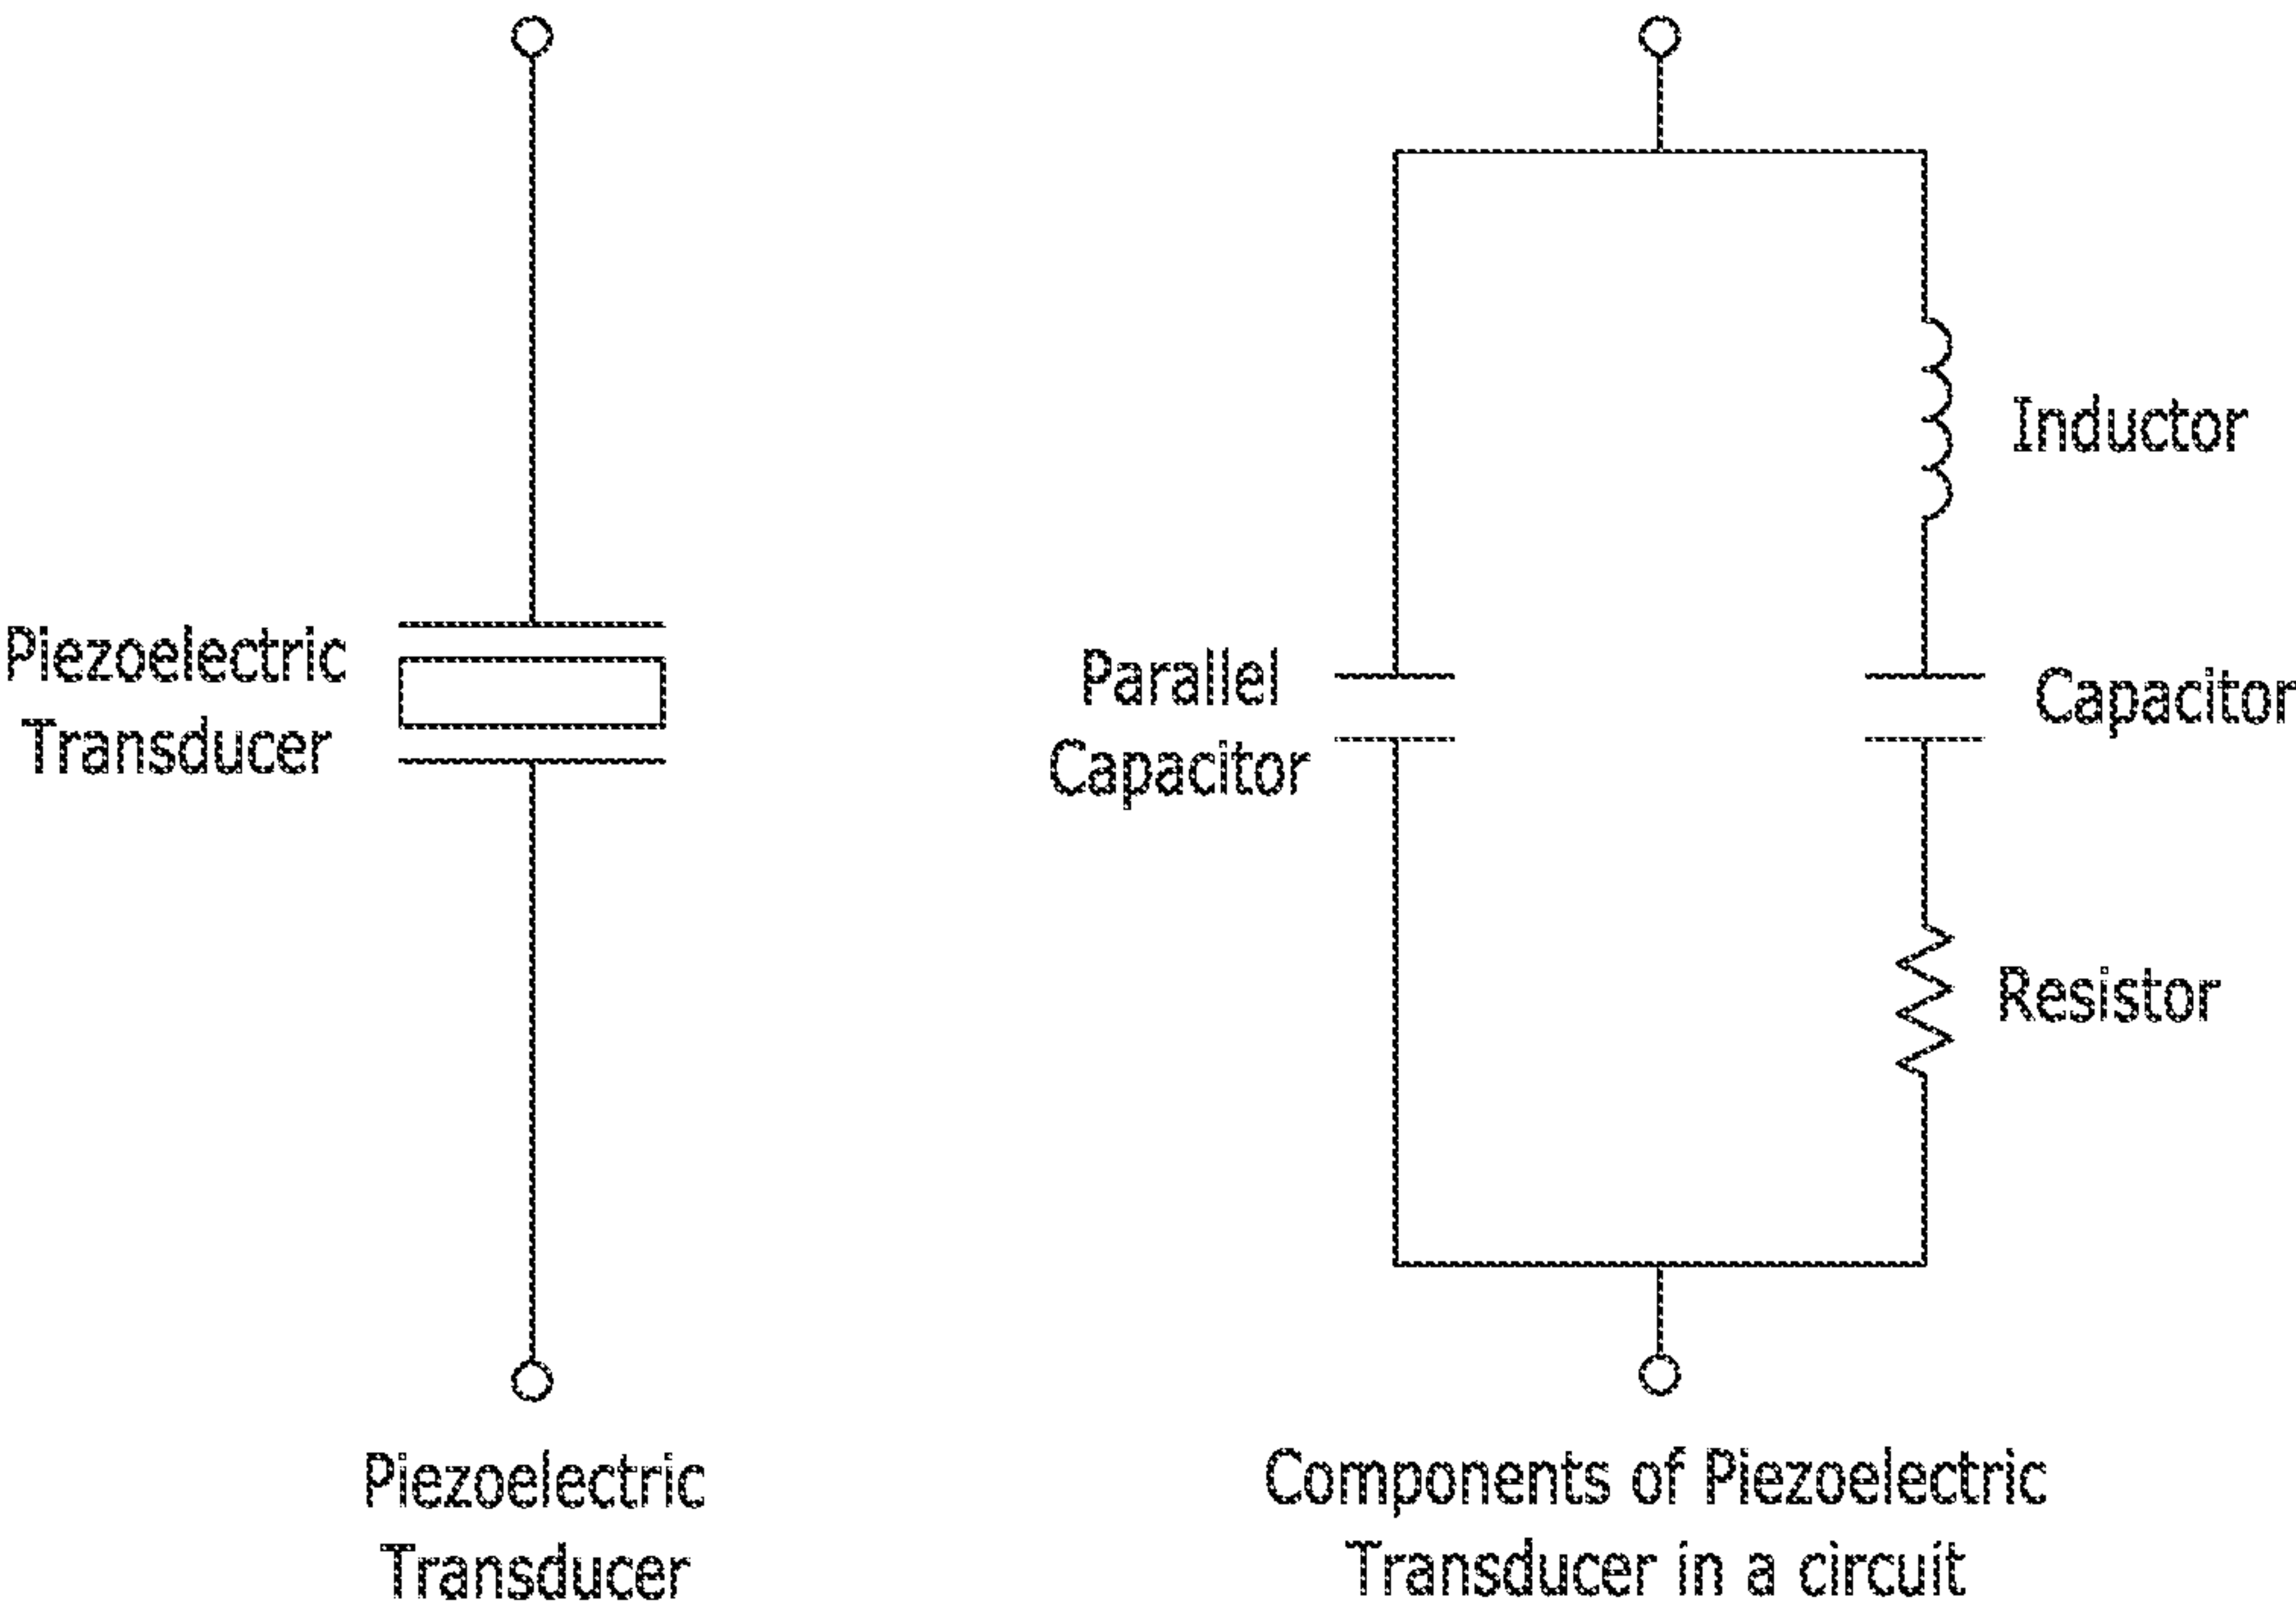 Piezoelectric
Transducer
Piezoelectric
Transducer
Parallel
Capacitor
Inductor
Capacitor
Resistor
Components of Piezoelectric
Transducer in a circuit